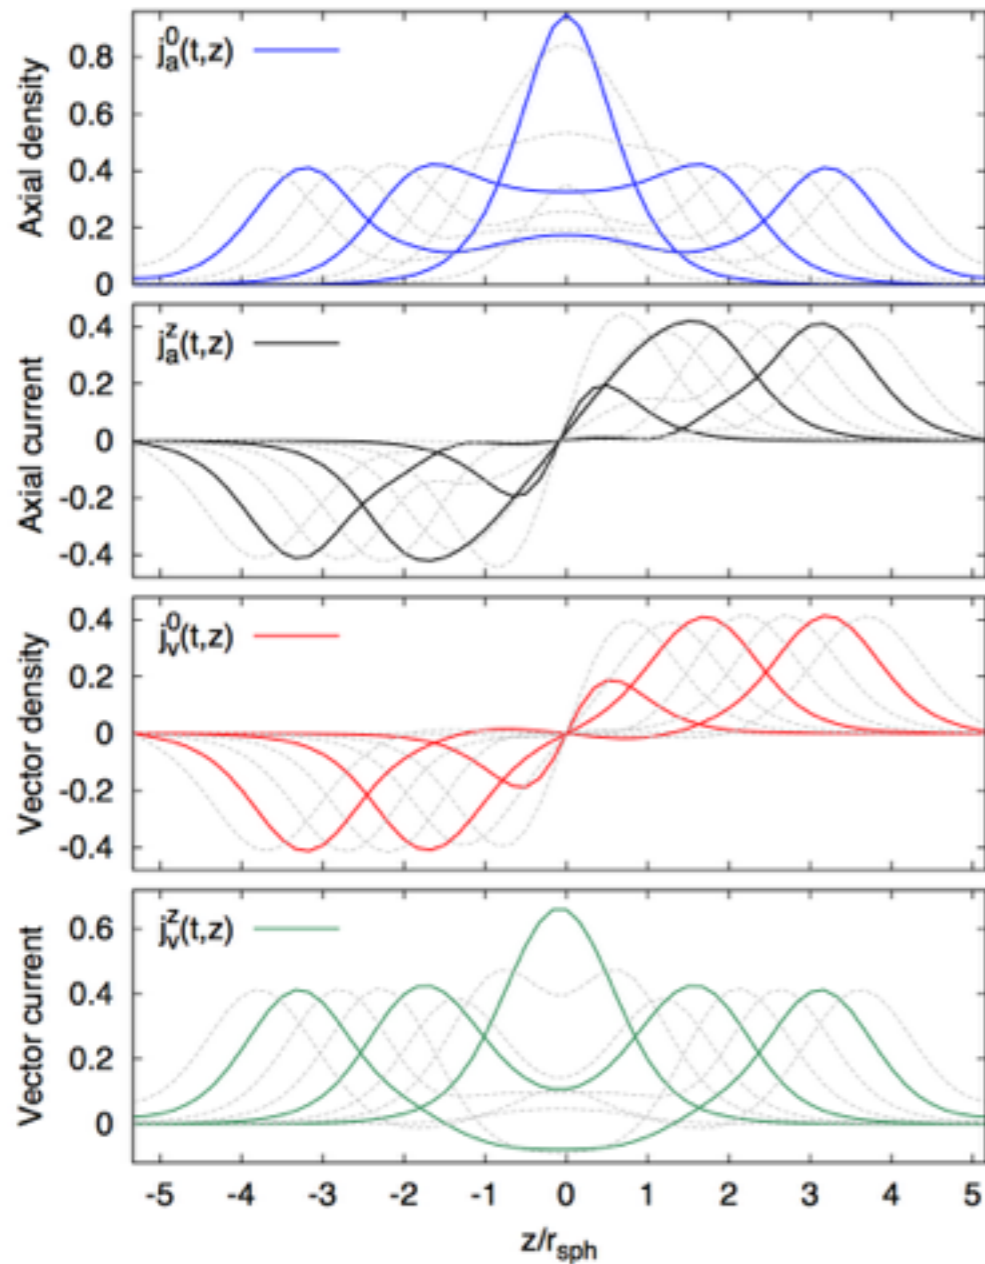 j_a^0(t,z)
Axial density
0.8
0.6
0.4
0.2
0
j_a^z(t,z)
Axial current
0.4
0.2
0
-0.2
-0.4
j_v^0(t,z)
Vector density
0.4
0.2
0
-0.2
-0.4
j_v^z(t,z)
Vector current
0.6
0.4
0.2
0
-5 -4 -3 -2 -1 0 1 2 3 4 5
z/r_sph